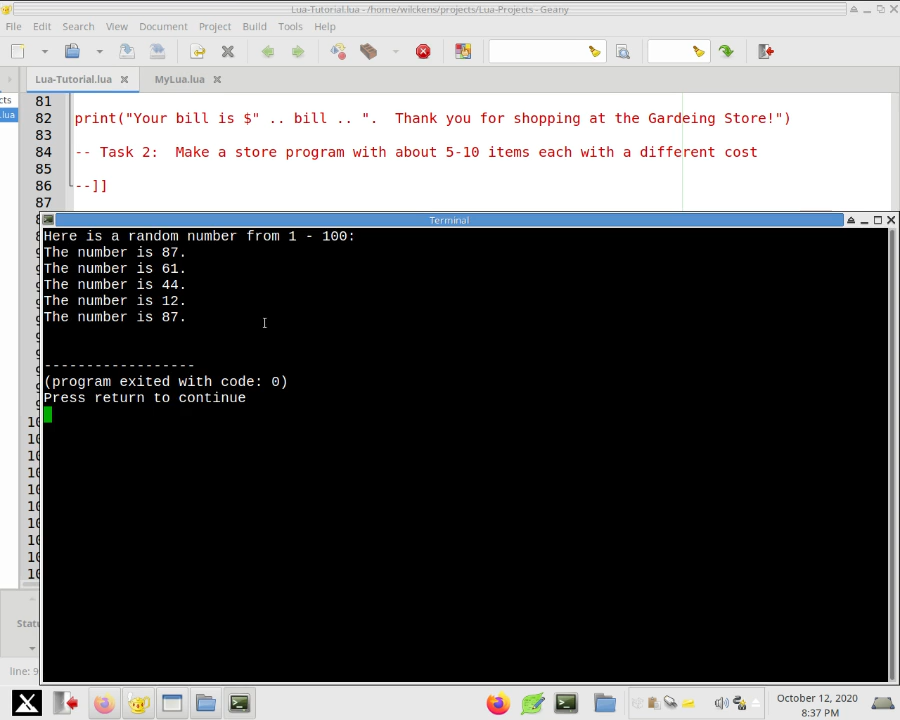 Lua-Tutorial.lua - /home/wilckens/projects/Lua-Projects - Geany
File Edit Search View Document Project Build Tools Help
Lua-Tutorial.lua MyLua.lua
81
82 print("Your bill is $" .. bill .. ".  Thank you for shopping at the Gardeing Store!")
83
84 -- Task 2:  Make a store program with about 5-10 items each with a different cost
85
86 --]]
87
Terminal
Here is a random number from 1 - 100:
The number is 87.
The number is 61.
The number is 44.
The number is 12.
The number is 87.
------------------
(program exited with code: 0)
Press return to continue
line: 9
October 12, 2020
8:37 PM